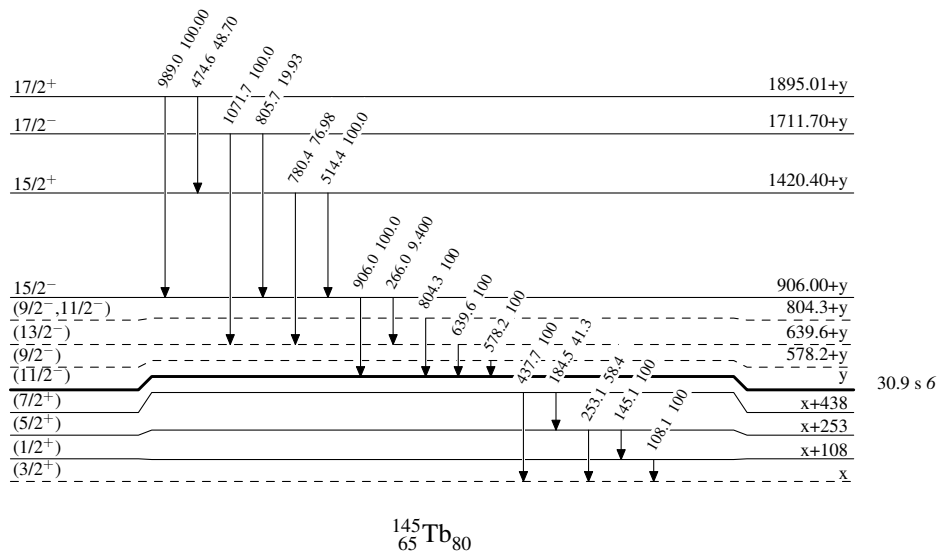 989.0 100.00
474.6 48.70
1071.7 100.0
805.7 19.93
780.4 76.98
514.4 100.0
906.0 100.0
266.0 9.400
804.3 100
639.6 100
578.2 100
437.7 100
184.5 41.3
253.1 58.4
145.1 100
108.1 100
17/2⁺ 1895.01+y
17/2⁻ 1711.70+y
15/2⁺ 1420.40+y
15/2⁻ 906.00+y
(9/2⁻,11/2⁻) 804.3+y
(13/2⁻) 639.6+y
(9/2⁻) 578.2+y
(11/2⁻) y 30.9 s 6
(7/2⁺) x+438
(5/2⁺) x+253
(1/2⁺) x+108
(3/2⁺) x
¹⁴⁵₆₅Tb₈₀